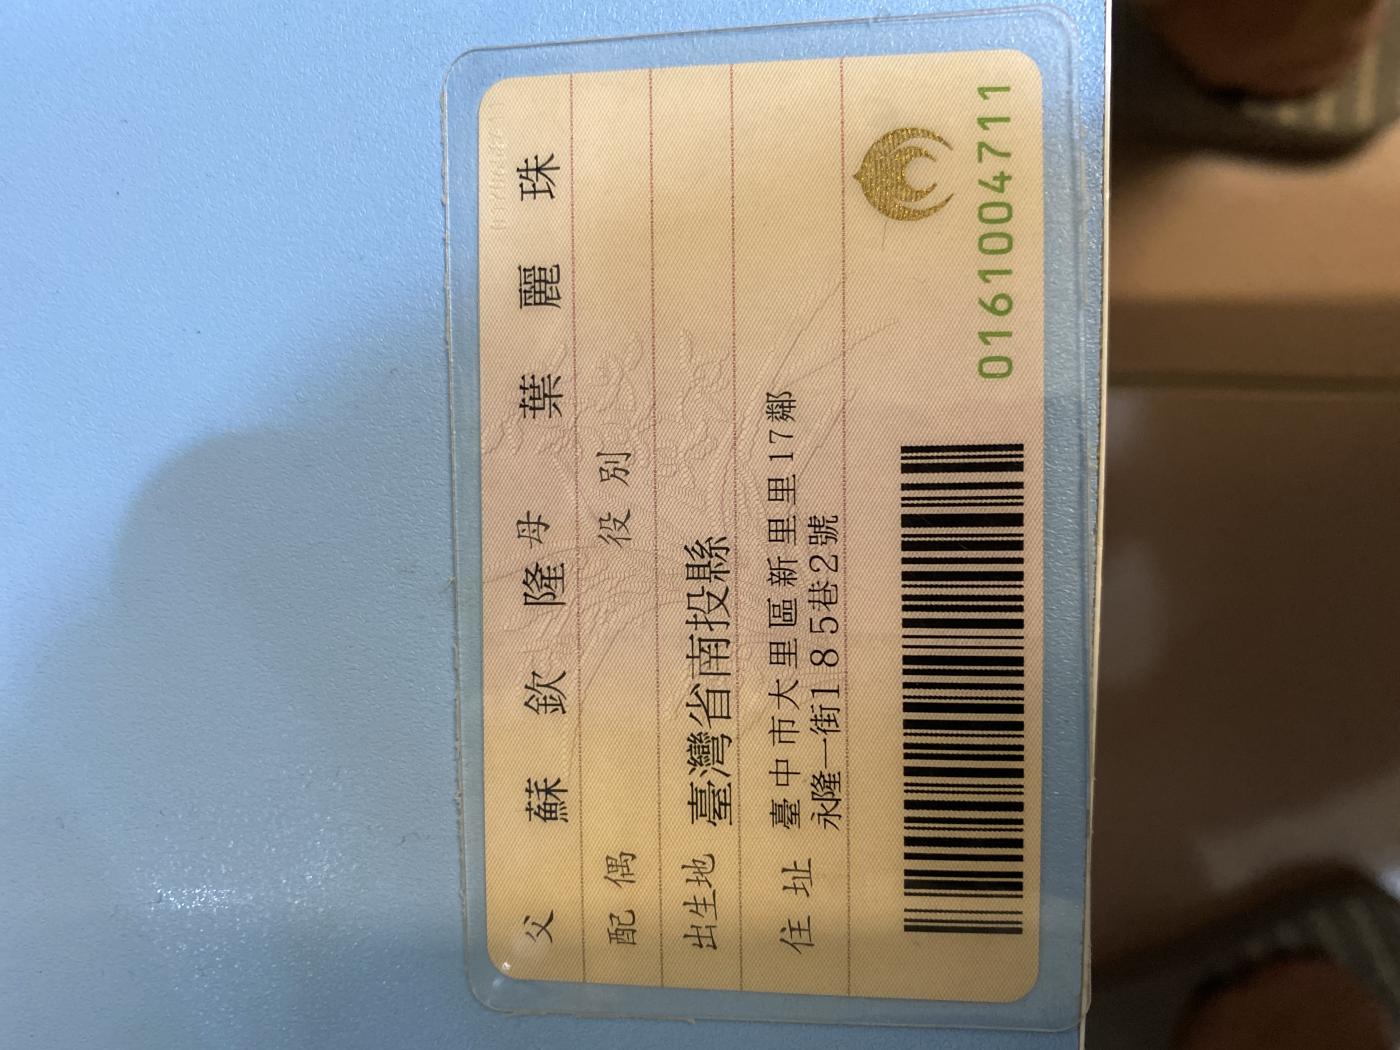 父 蘇欽隆 母 葉麗珠
配偶 役別
出生地 臺灣省南投縣
住址 臺中市大里區新里里17鄰
永隆一街185巷2號
0161004711